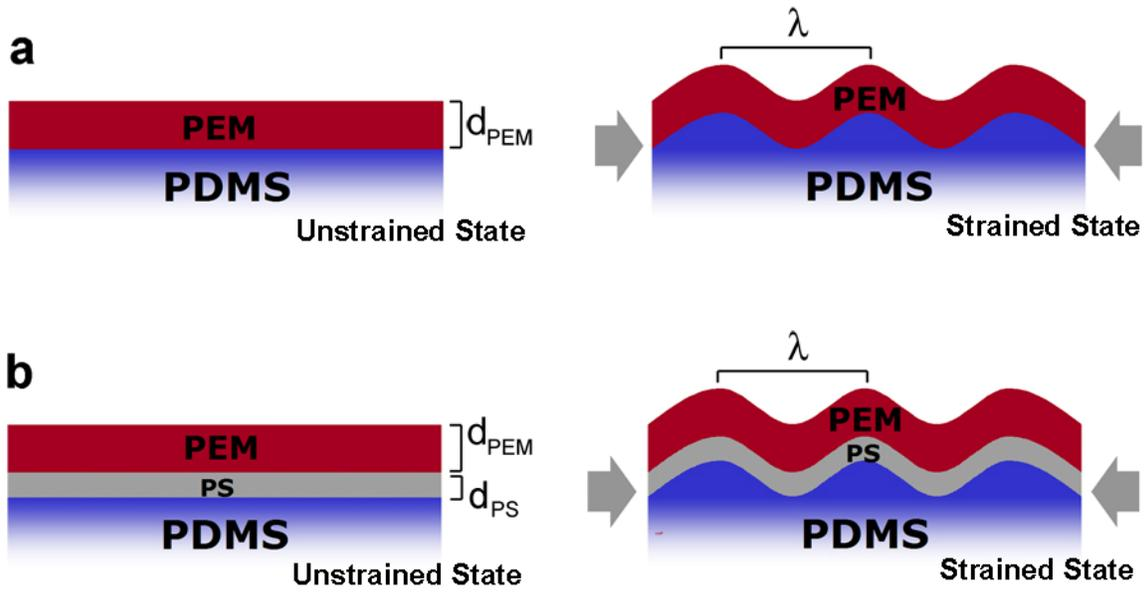 a
λ
PEM
d_PEM
PEM
PDMS
PDMS
Unstrained State
Strained State
b
λ
PEM
d_PEM
PEM
PS
d_PS
PS
PDMS
PDMS
Unstrained State
Strained State